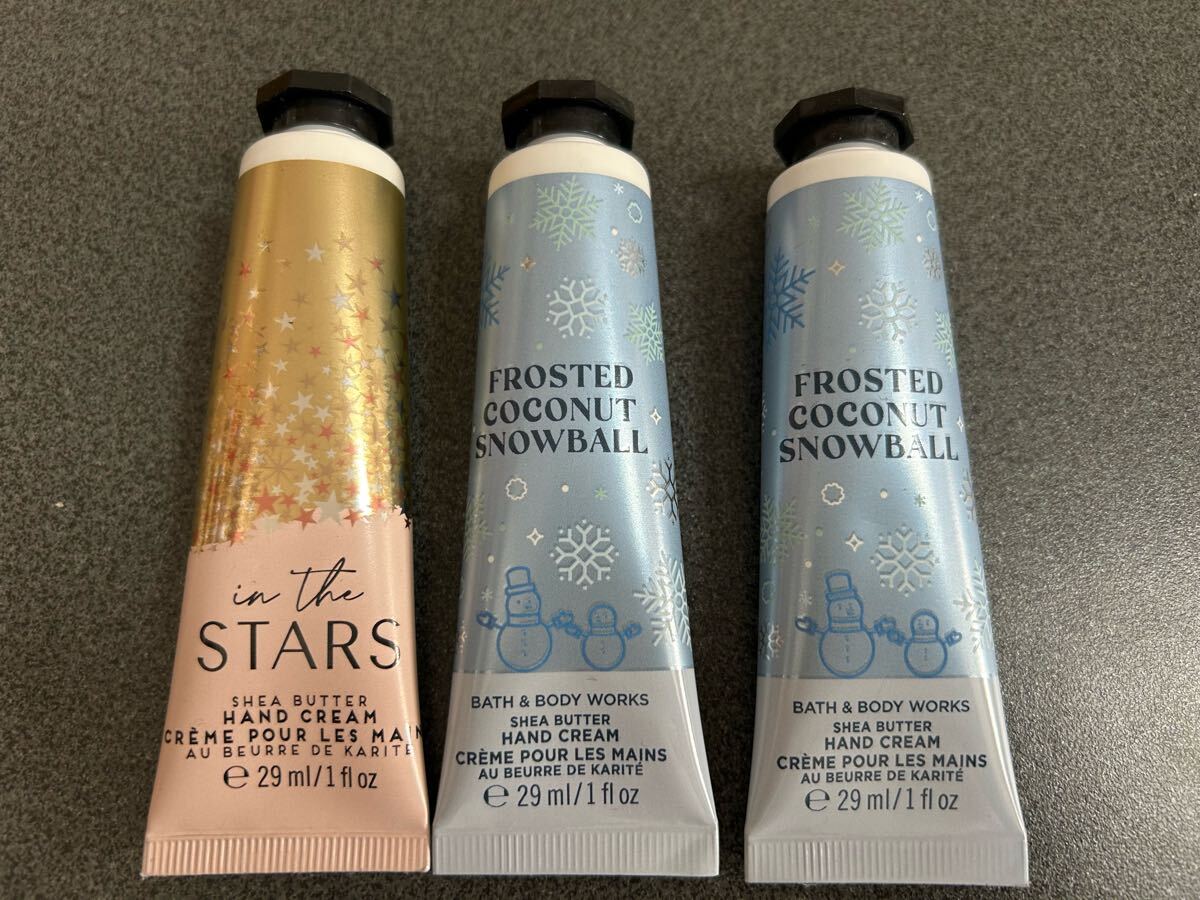 in the
STARS
SHEA BUTTER
HAND CREAM
CRÈME POUR LES MAIN
AU BEURRE DE KARITÉ
℮ 29 ml/1 fl oz
FROSTED
COCONUT
SNOWBALL
BATH & BODY WORKS
SHEA BUTTER
HAND CREAM
CRÈME POUR LES MAINS
AU BEURRE DE KARITÉ
℮ 29 ml/1 fl oz
FROSTED
COCONUT
SNOWBALL
BATH & BODY WORKS
SHEA BUTTER
HAND CREAM
CRÈME POUR LES MAINS
AU BEURRE DE KARITÉ
℮ 29 ml/1 fl oz